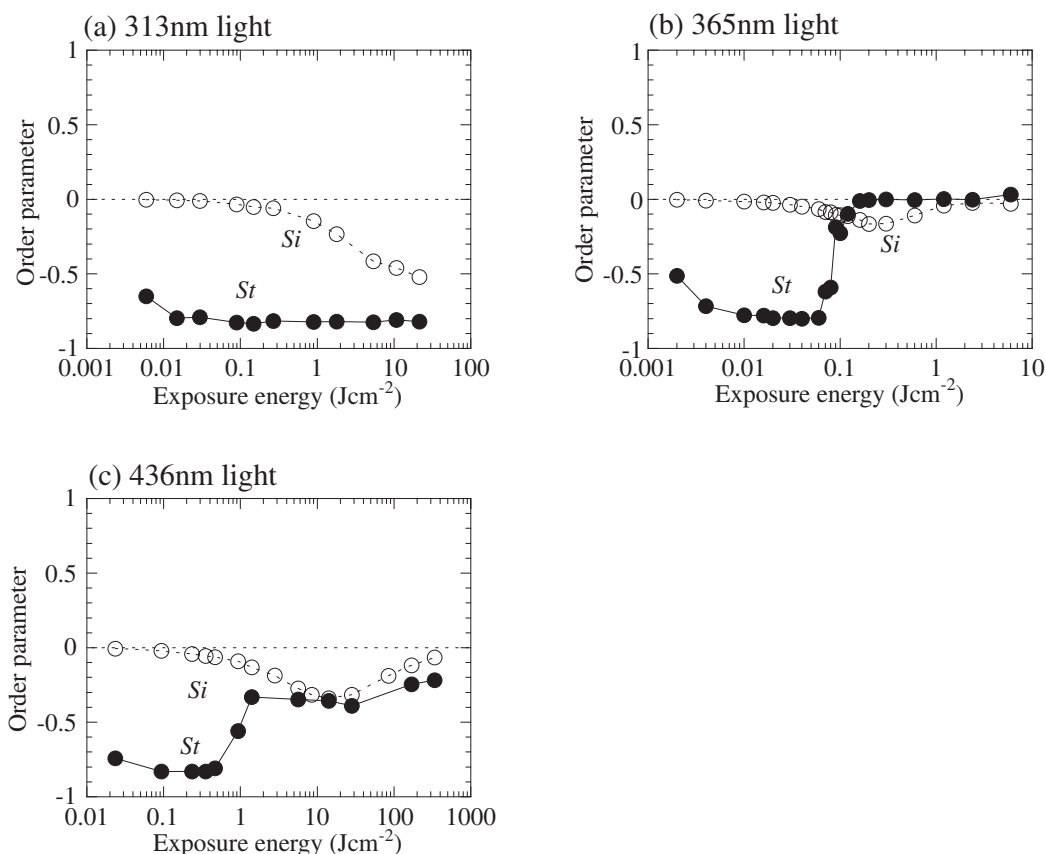 (a) 313nm light
1
0.5
0
-0.5
-1
Order parameter
Si
St
0.001 0.01 0.1 1 10 100
Exposure energy (Jcm-2)
(b) 365nm light
1
0.5
0
-0.5
-1
Order parameter
Si
St
0.001 0.01 0.1 1 10
Exposure energy (Jcm-2)
(c) 436nm light
1
0.5
0
-0.5
-1
Order parameter
Si
St
0.01 0.1 1 10 100 1000
Exposure energy (Jcm-2)